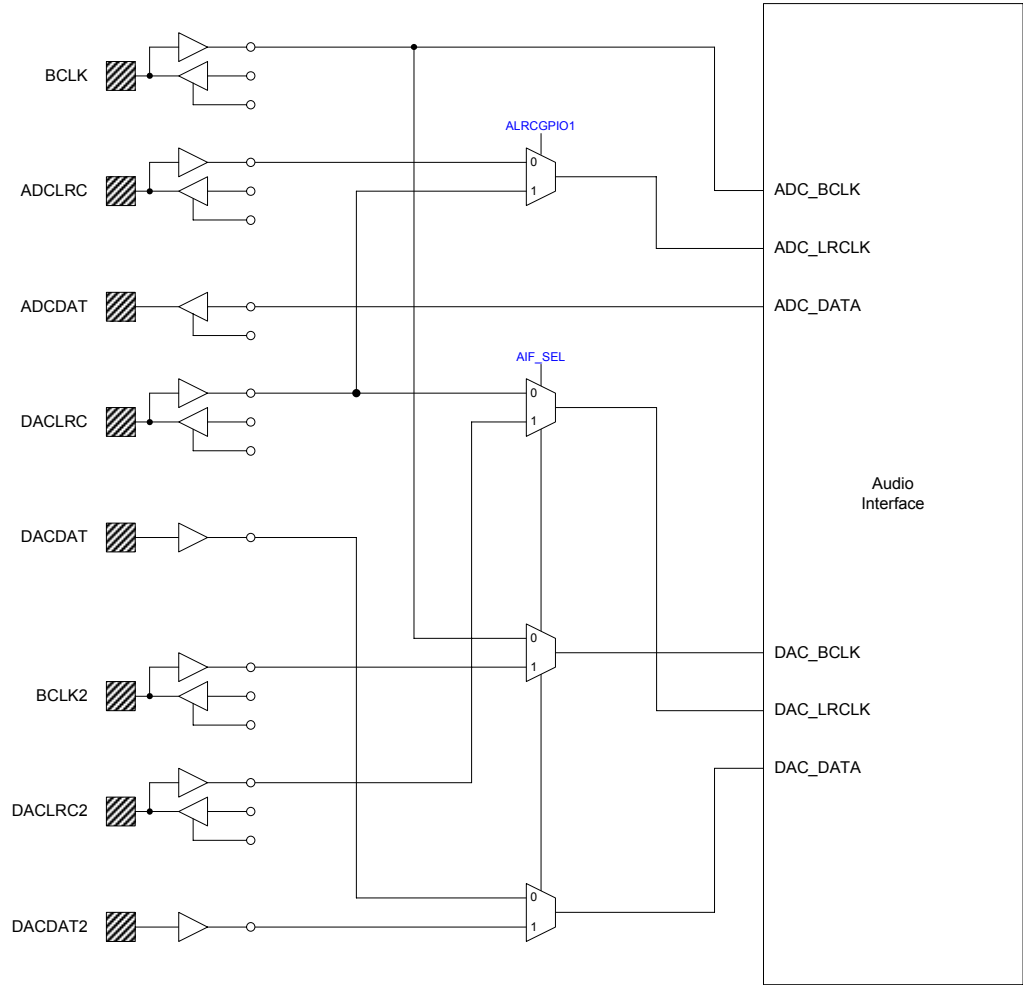 BCLK
ALRCGPIO1
0
ADCLRC
1
ADC_BCLK
ADC_LRCLK
ADCDAT
ADC_DATA
AIF_SEL
0
DACLRC
1
Audio
Interface
DACDAT
0
DAC_BCLK
1
BCLK2
DAC_LRCLK
DAC_DATA
DACLRC2
0
DACDAT2
1